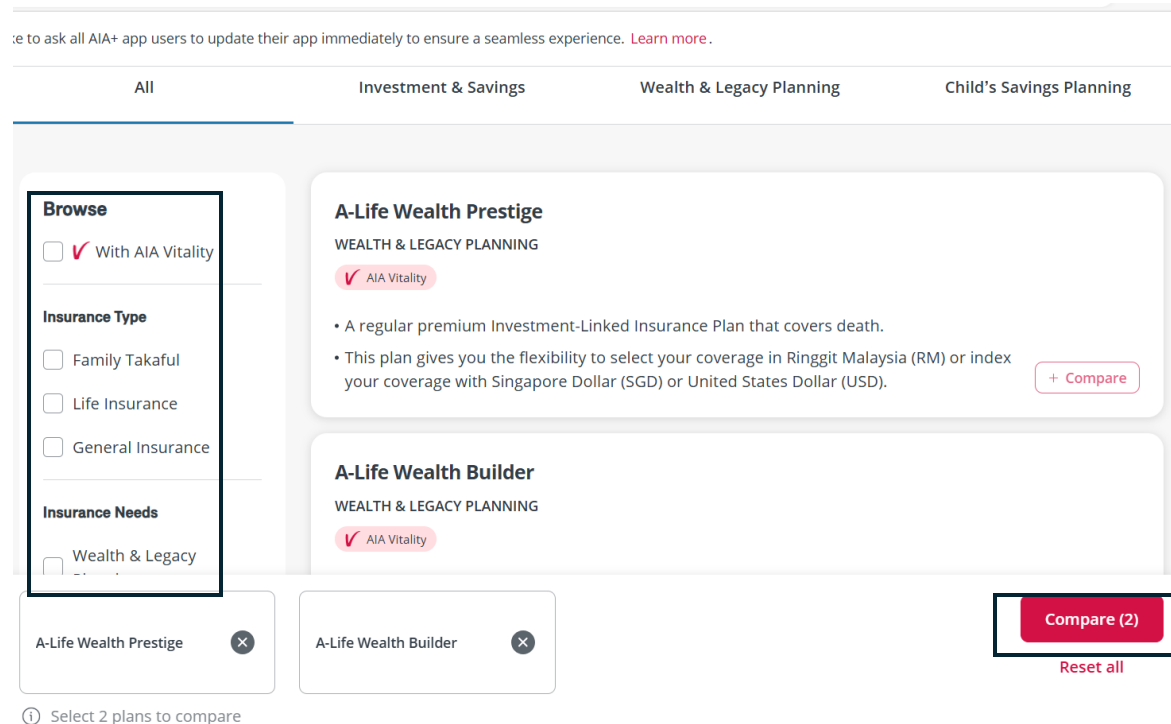 ke to ask all AIA+ app users to update their app immediately to ensure a seamless experience. Learn more.
All
Investment & Savings
Wealth & Legacy Planning
Child's Savings Planning
Browse
With AIA Vitality
Insurance Type
Family Takaful
Life Insurance
General Insurance
Insurance Needs
Wealth & Legacy
A-Life Wealth Prestige
WEALTH & LEGACY PLANNING
AIA Vitality
• A regular premium Investment-Linked Insurance Plan that covers death.
• This plan gives you the flexibility to select your coverage in Ringgit Malaysia (RM) or index
your coverage with Singapore Dollar (SGD) or United States Dollar (USD).
+ Compare
A-Life Wealth Builder
WEALTH & LEGACY PLANNING
AIA Vitality
A-Life Wealth Prestige
A-Life Wealth Builder
Compare (2)
Reset all
Select 2 plans to compare